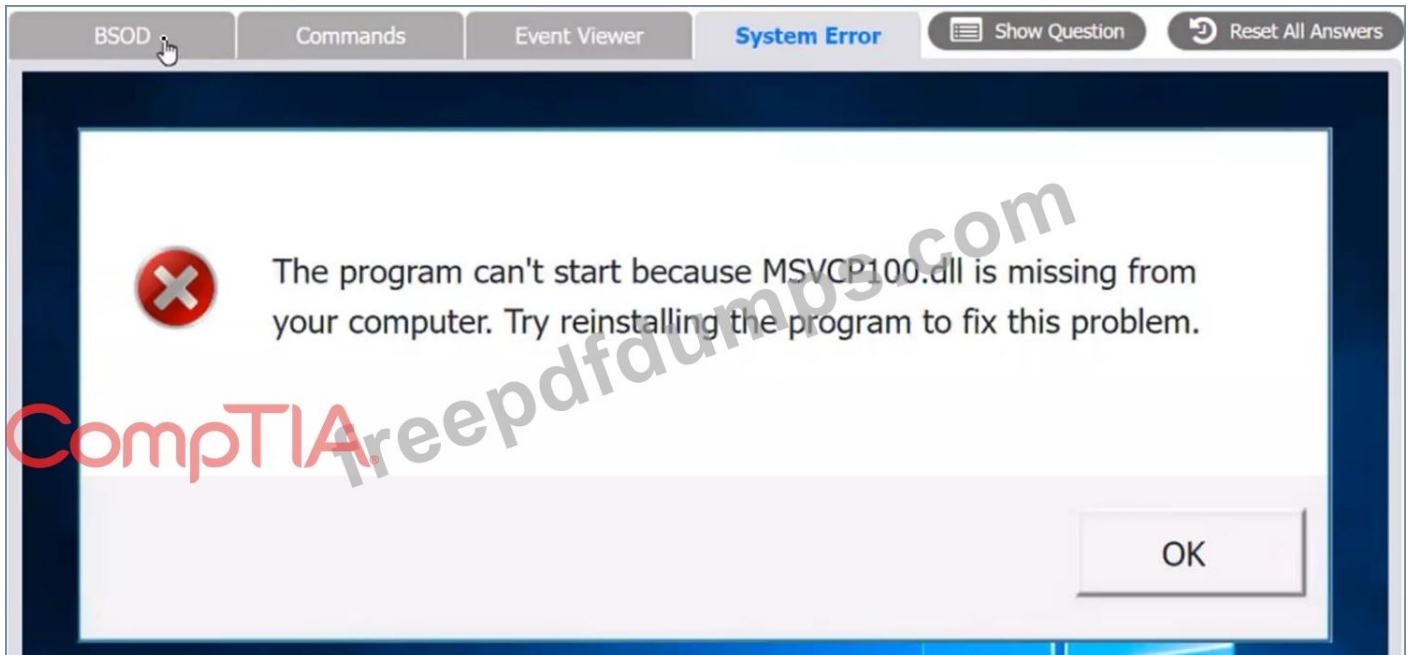 BSOD
Commands
Event Viewer
System Error
Show Question
Reset All Answers
The program can't start because MSVCP100.dll is missing from
your computer. Try reinstalling the program to fix this problem.
CompTIA®
freepdfdumps.com
OK